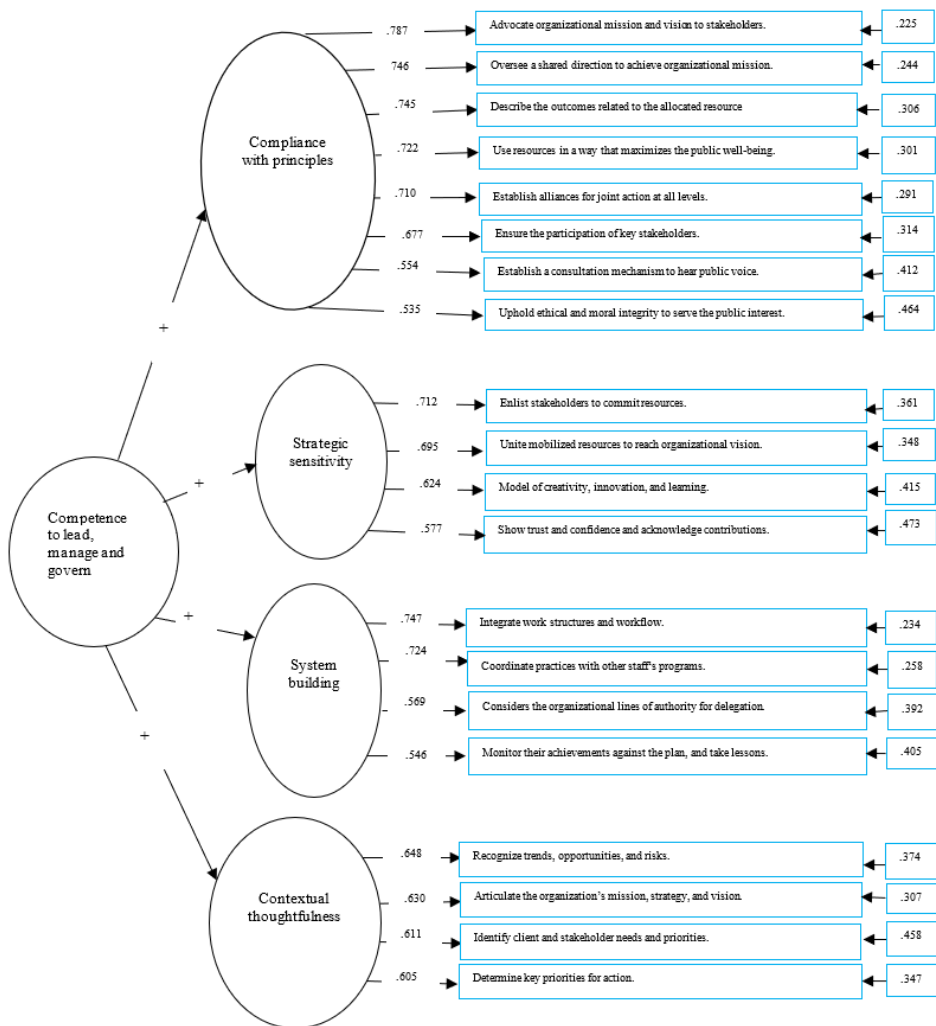 .787
Advocate organizational mission and vision to stakeholders.
.225
746
Oversee a shared direction to achieve organizational mission.
.244
.745
Describe the outcomes related to the allocated resource
.306
Compliance
with principles
.722
Use resources in a way that maximizes the public well-being.
.301
.710
Establish alliances for joint action at all levels.
.291
.677
Ensure the participation of key stakeholders.
.314
.554
Establish a consultation mechanism to hear public voice.
.412
.535
Uphold ethical and moral integrity to serve the public interest.
.464
+
.712
Enlist stakeholders to commit resources.
.361
Strategic
sensitivity
.695
Unite mobilized resources to reach organizational vision.
.348
.624
Model of creativity, innovation, and learning.
.415
+
.577
Show trust and confidence and acknowledge contributions.
.473
Competence
to lead,
manage and
govern
+
.747
Integrate work structures and workflow.
.234
.724
Coordinate practices with other staff's programs.
.258
System
building
.569
Considers the organizational lines of authority for delegation.
.392
.546
Monitor their achievements against the plan, and take lessons.
.405
+
.648
Recognize trends, opportunities, and risks.
.374
Contextual
thoughtfulness
.630
Articulate the organization’s mission, strategy, and vision.
.307
.611
Identify client and stakeholder needs and priorities.
.458
.605
Determine key priorities for action.
.347